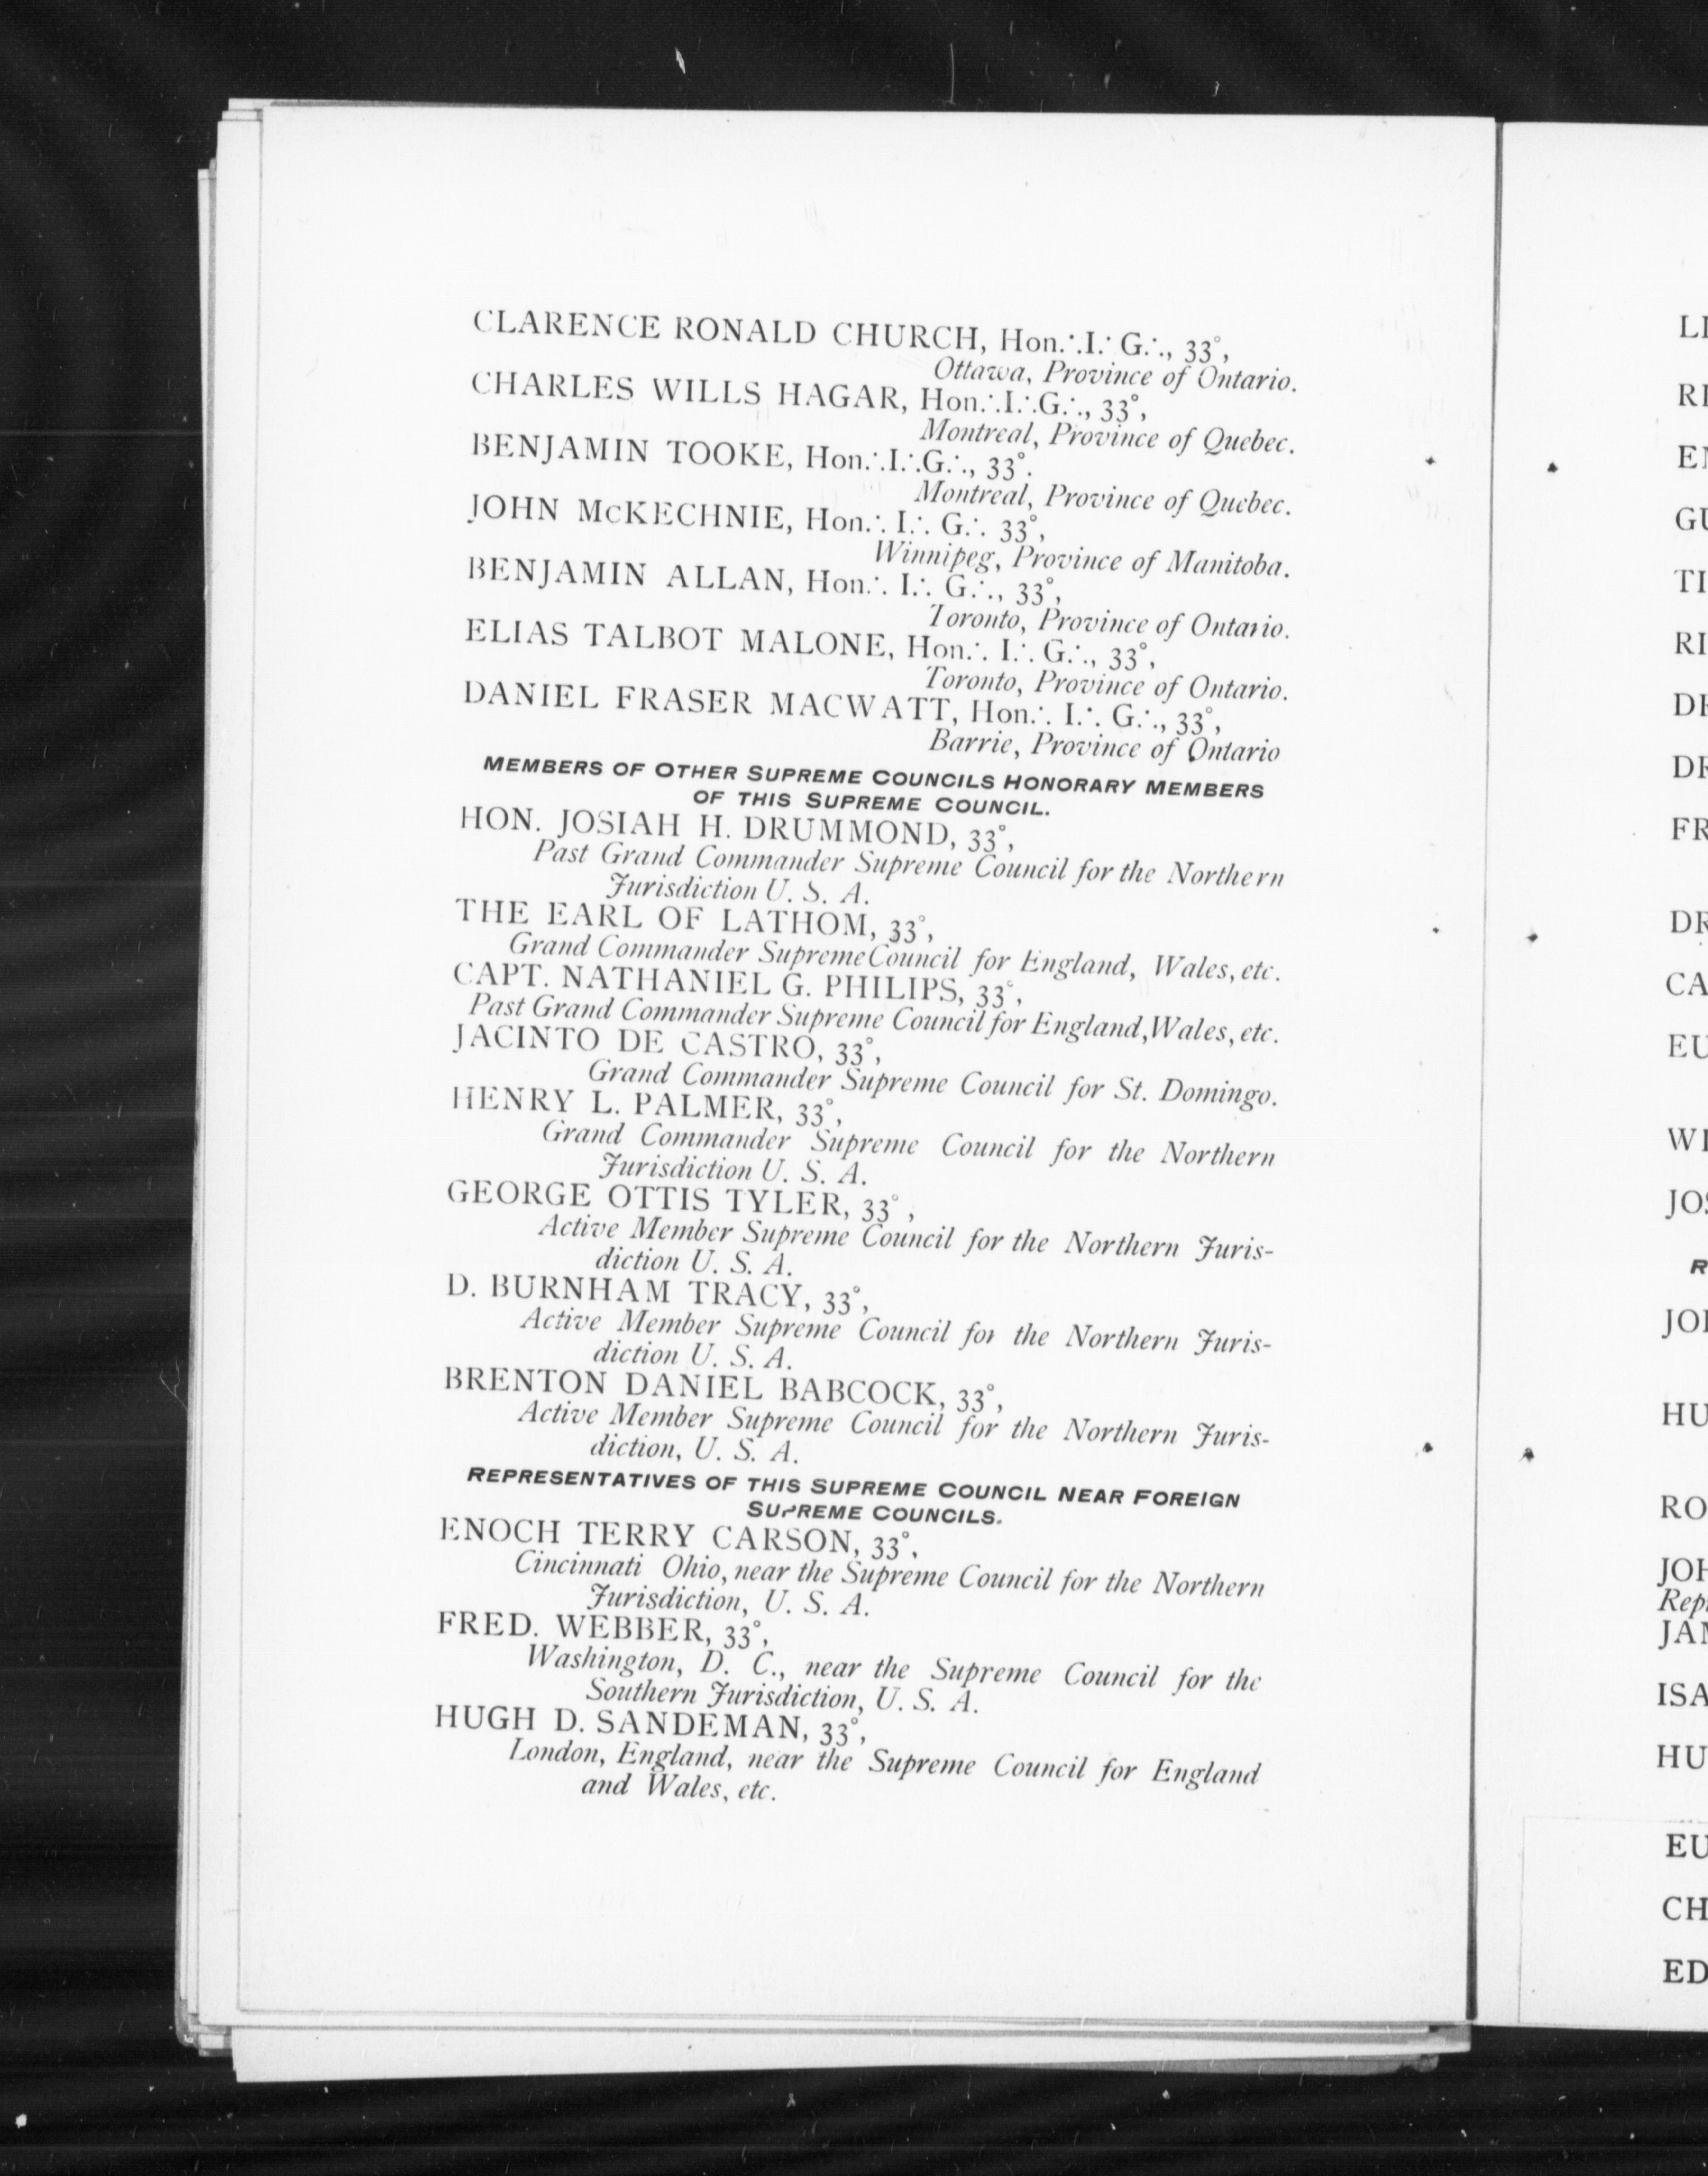 CLARENCE RONALD CHURCH, Hon.∴I∴ G∴., 33°,
Ottawa, Province of Ontario.
CHARLES WILLS HAGAR, Hon.∴I.∴G.∴., 33°,
Montreal, Province of Quebec.
BENJAMIN TOOKE, Hon.∴I.∴G.∴., 33°.
Montreal, Province of Quebec.
JOHN McKECHNIE, Hon.∴ I.∴ G.∴ 33°,
Winnipeg, Province of Manitoba.
BENJAMIN ALLAN, Hon.∴ I.∴ G.∴., 33°,
Toronto, Province of Ontario.
ELIAS TALBOT MALONE, Hon.∴ I.∴ G.∴., 33°,
Toronto, Province of Ontario.
DANIEL FRASER MACWATT, Hon.∴ I.∴ G.∴., 33°,
Barrie, Province of Ontario
MEMBERS OF OTHER SUPREME COUNCILS HONORARY MEMBERS
OF THIS SUPREME COUNCIL.
HON. JOSIAH H. DRUMMOND, 33°,
Past Grand Commander Supreme Council for the Northern
Jurisdiction U. S. A.
THE EARL OF LATHOM, 33°,
Grand Commander Supreme Council for England, Wales, etc.
CAPT. NATHANIEL G. PHILIPS, 33°,
Past Grand Commander Supreme Council for England, Wales, etc.
JACINTO DE CASTRO, 33°,
Grand Commander Supreme Council for St. Domingo.
HENRY L. PALMER, 33°,
Grand Commander Supreme Council for the Northern
Jurisdiction U. S. A.
GEORGE OTTIS TYLER, 33°,
Active Member Supreme Council for the Northern Juris-
diction U. S. A.
D. BURNHAM TRACY, 33°,
Active Member Supreme Council for the Northern Juris-
diction U. S. A.
BRENTON DANIEL BABCOCK, 33°,
Active Member Supreme Council for the Northern Juris-
diction, U. S. A.
REPRESENTATIVES OF THIS SUPREME COUNCIL NEAR FOREIGN
SUPREME COUNCILS.
ENOCH TERRY CARSON, 33°,
Cincinnati Ohio, near the Supreme Council for the Northern
Jurisdiction, U. S. A.
FRED. WEBBER, 33°,
Washington, D. C., near the Supreme Council for the
Southern Jurisdiction, U. S. A.
HUGH D. SANDEMAN, 33°,
London, England, near the Supreme Council for England
and Wales, etc.